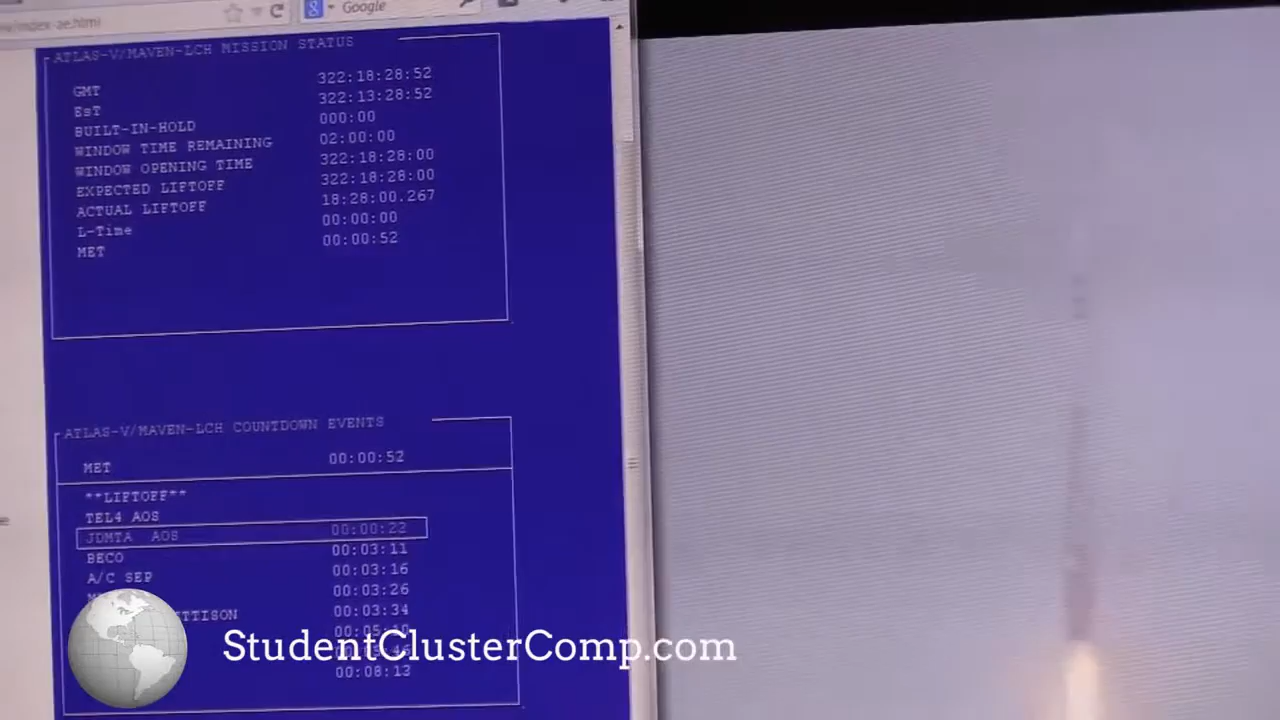 Google
ATLAS-V/MAVEN-LCH MISSION STATUS
GMT 322:18:28:52
EsT 322:13:28:52
BUILT-IN-HOLD 000:00
WINDOW TIME REMAINING 02:00:00
WINDOW OPENING TIME 322:18:28:00
EXPECTED LIFTOFF 322:18:28:00
ACTUAL LIFTOFF 18:28:00.267
L-Time 00:00:00
MET 00:00:52
ATLAS-V/MAVEN-LCH COUNTDOWN EVENTS
MET 00:00:52
**LIFTOFF**
TEL4 AOS
JDMTA AOS 00:00:22
BECO 00:03:11
A/C SEP 00:03:16
00:03:26
00:03:34
StudentClusterComp.com
00:08:13